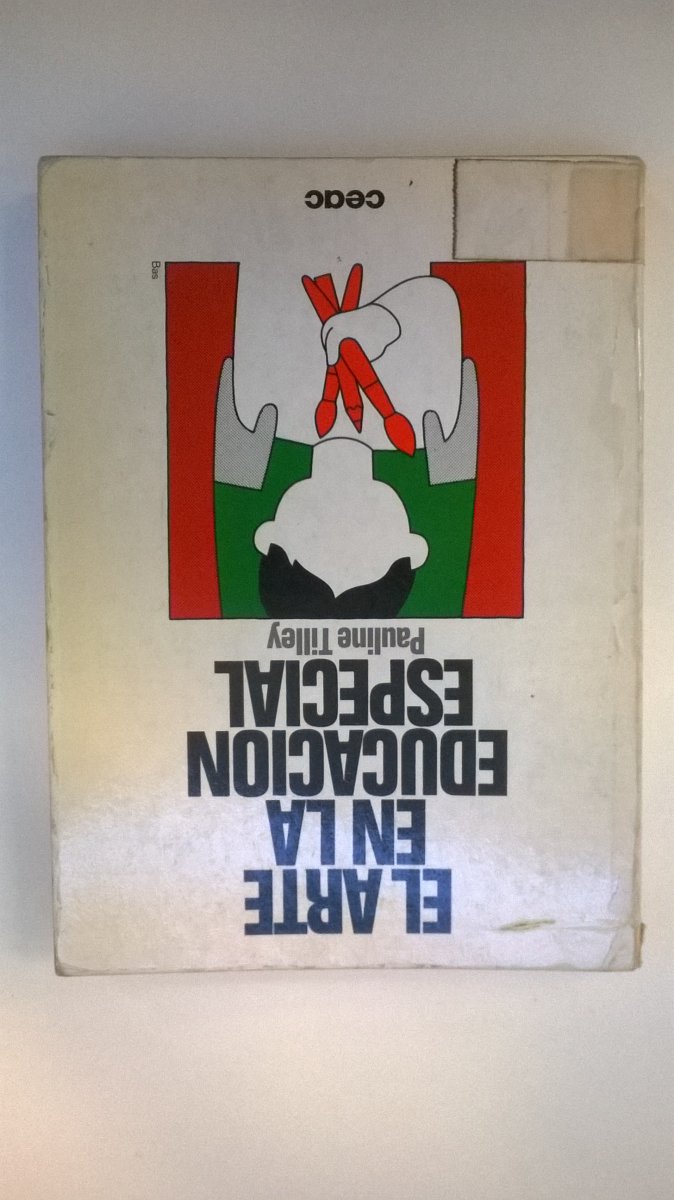 EL ARTE
EN LA
EDUCACION
ESPECIAL
Pauline Tilley
Bas
ceac